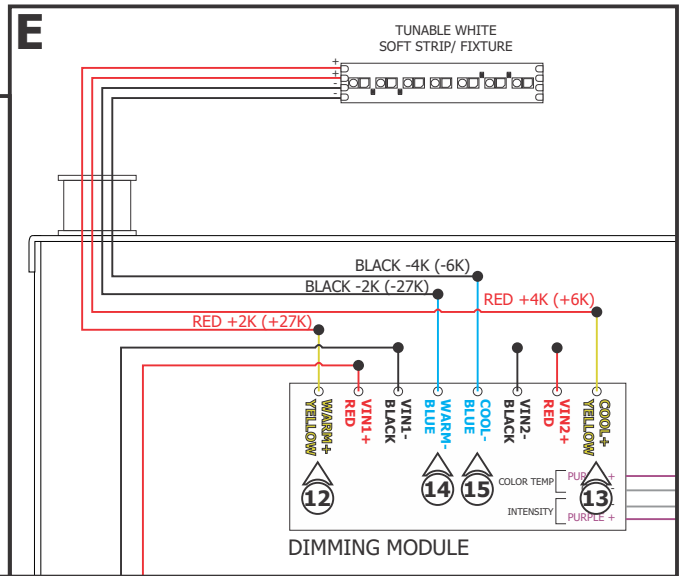 E
TUNABLE WHITE
SOFT STRIP/ FIXTURE
+
+
-
-
BLACK -4K (-6K)
BLACK -2K (-27K)
RED +4K (+6K)
RED +2K (+27K)
WARM+
YELLOW
VIN1+
RED
VIN1-
BLACK
WARM-
BLUE
COOL-
BLUE
VIN2-
BLACK
VIN2+
RED
COOL+
YELLOW
12
14
15
13
COLOR TEMP
PUR +
-
INTENSITY
-
PURPLE +
DIMMING MODULE